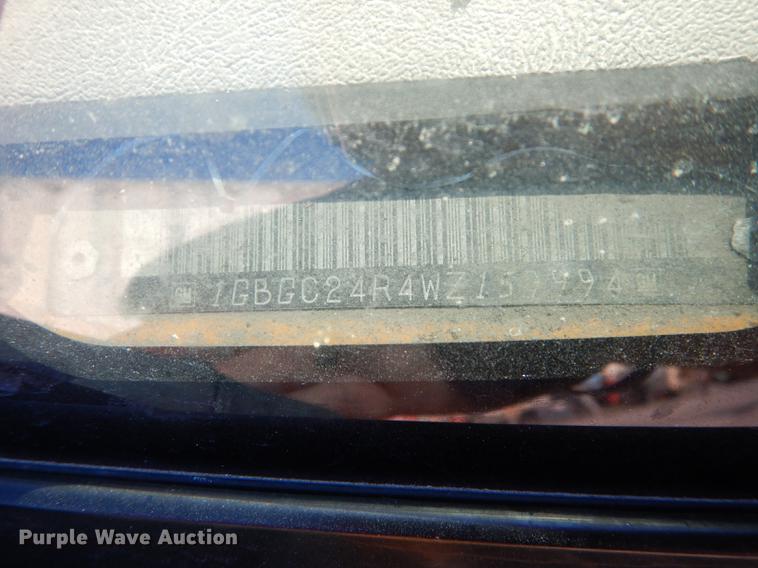 1GBGC24R4WZ159994
Purple Wave Auction